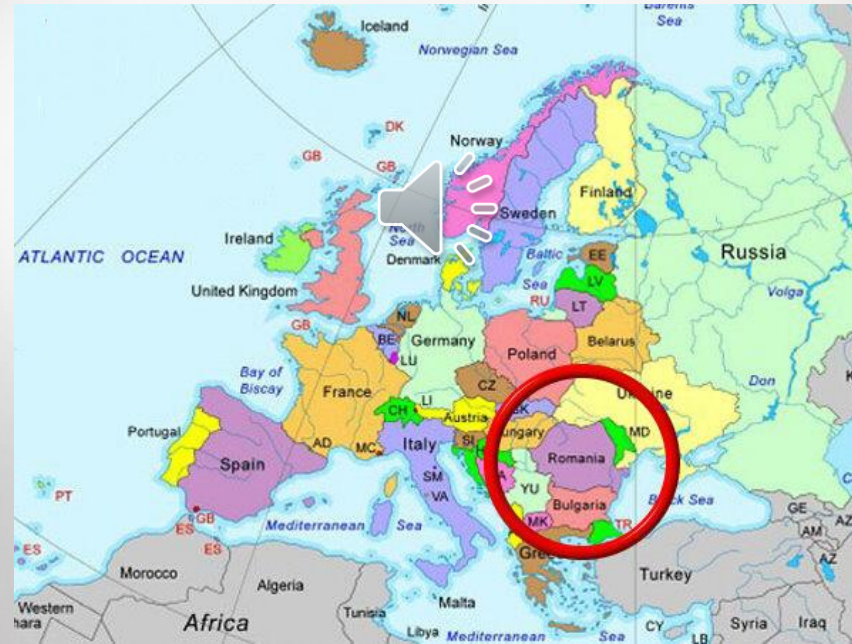 Barents
Sea
Iceland
Norwegian Sea
DK
GB
GB
Norway
Finland
Sweden
North
Sea
Ireland
Denmark
Baltic
Sea
EE
Russia
ATLANTIC OCEAN
LV
Volga
United Kingdom
RU
LT
GB
NL
BE
Germany
Belarus
LU
Poland
Bay of
Biscay
France
CZ
Ukraine
Don
LI
CH
Austria
SK
Portugal
Hungary
MD
AD
MC
Italy
SI
Romania
Spain
SM
VA
YU
Bulgaria
Black Sea
PT
GB
ES
ES
ES
Mediterranean Sea
MK
TR
GE
AM
AZ
AZ
Greece
Turkey
Morocco
Algeria
Malta
Western
hara
Africa
Tunisia
Libya
Mediterranean Sea
CY
LB
Syria
Iraq